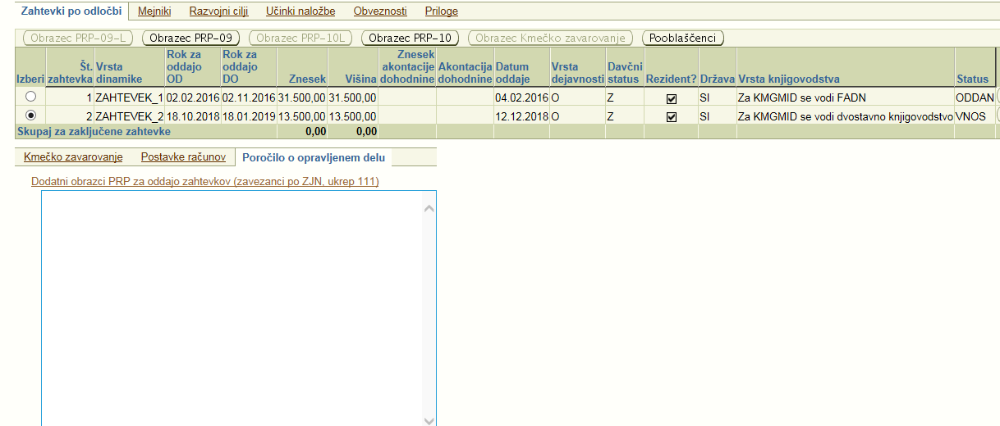 Zahtevki po odločbi Mejniki Razvojni cilji Učinki naložbe Obveznosti Priloge
Obrazec PRP-09-L Obrazec PRP-09 Obrazec PRP-10L Obrazec PRP-10 Obrazec Kmečko zavarovanje Pooblaščenci
Izberi Št. zahtevka Vrsta dinamike Rok za oddajo OD Rok za oddajo DO Znesek Višina Znesek akontacije dohodnine Akontacija dohodnine Datum oddaje Vrsta dejavnosti Davčni status Rezident? Država Vrsta knjigovodstva Status
1 ZAHTEVEK_1 02.02.2016 02.11.2016 31.500,00 31.500,00 04.02.2016 O Z SI Za KMGMID se vodi FADN ODDAN
2 ZAHTEVEK_2 18.10.2018 18.01.2019 13.500,00 13.500,00 12.12.2018 O Z SI Za KMGMID se vodi dvostavno knjigovodstvo VNOS
Skupaj za zaključene zahtevke 0,00 0,00
Kmečko zavarovanje Postavke računov Poročilo o opravljenem delu
Dodatni obrazci PRP za oddajo zahtevkov (zavezanci po ZJN, ukrep 111)